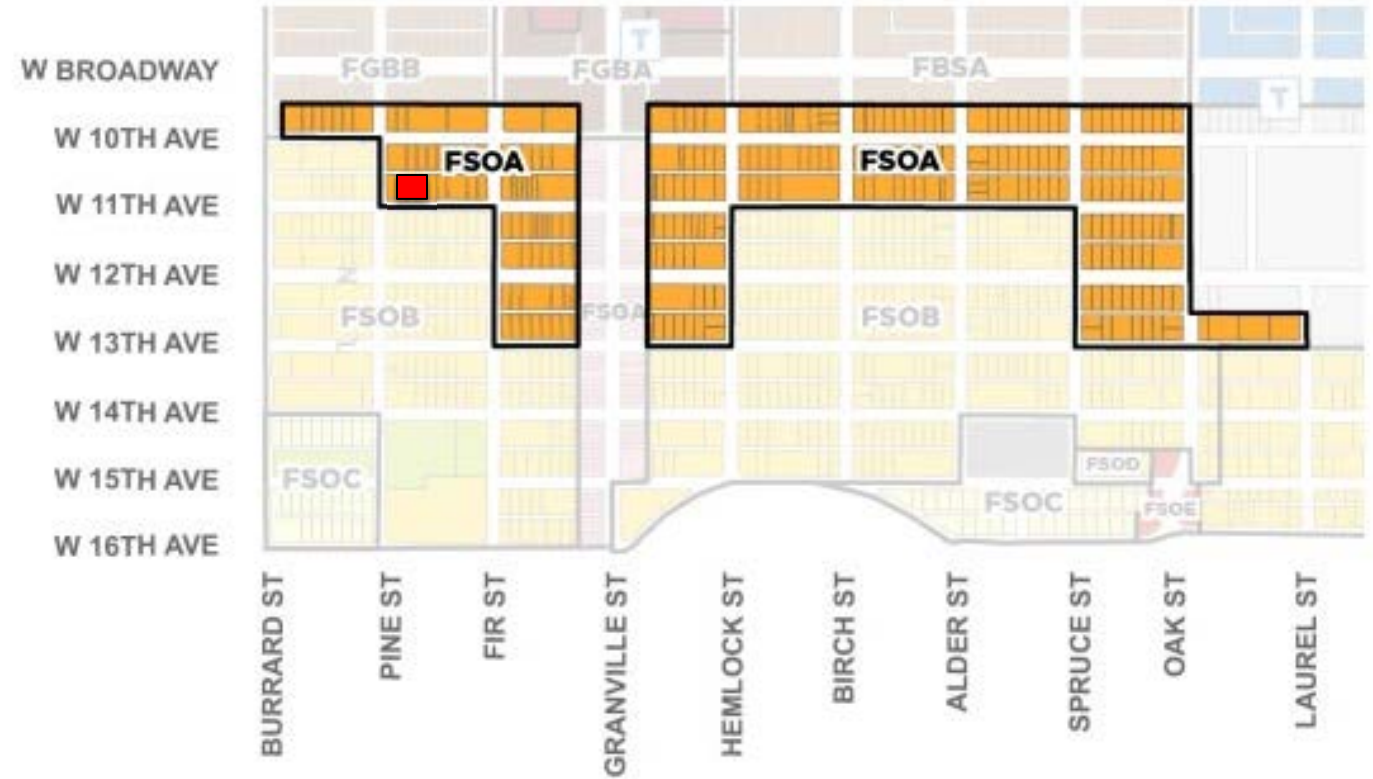 W BROADWAY
FGBB
FGBA
T
FBSA
T
W 10TH AVE
FSOA
FSOA
W 11TH AVE
W 12TH AVE
FSOB
FSOA
FSOB
W 13TH AVE
W 14TH AVE
FSOC
FSOD
W 15TH AVE
FSOC
FSOE
W 16TH AVE
BURRARD ST
PINE ST
FIR ST
GRANVILLE ST
HEMLOCK ST
BIRCH ST
ALDER ST
SPRUCE ST
OAK ST
LAUREL ST